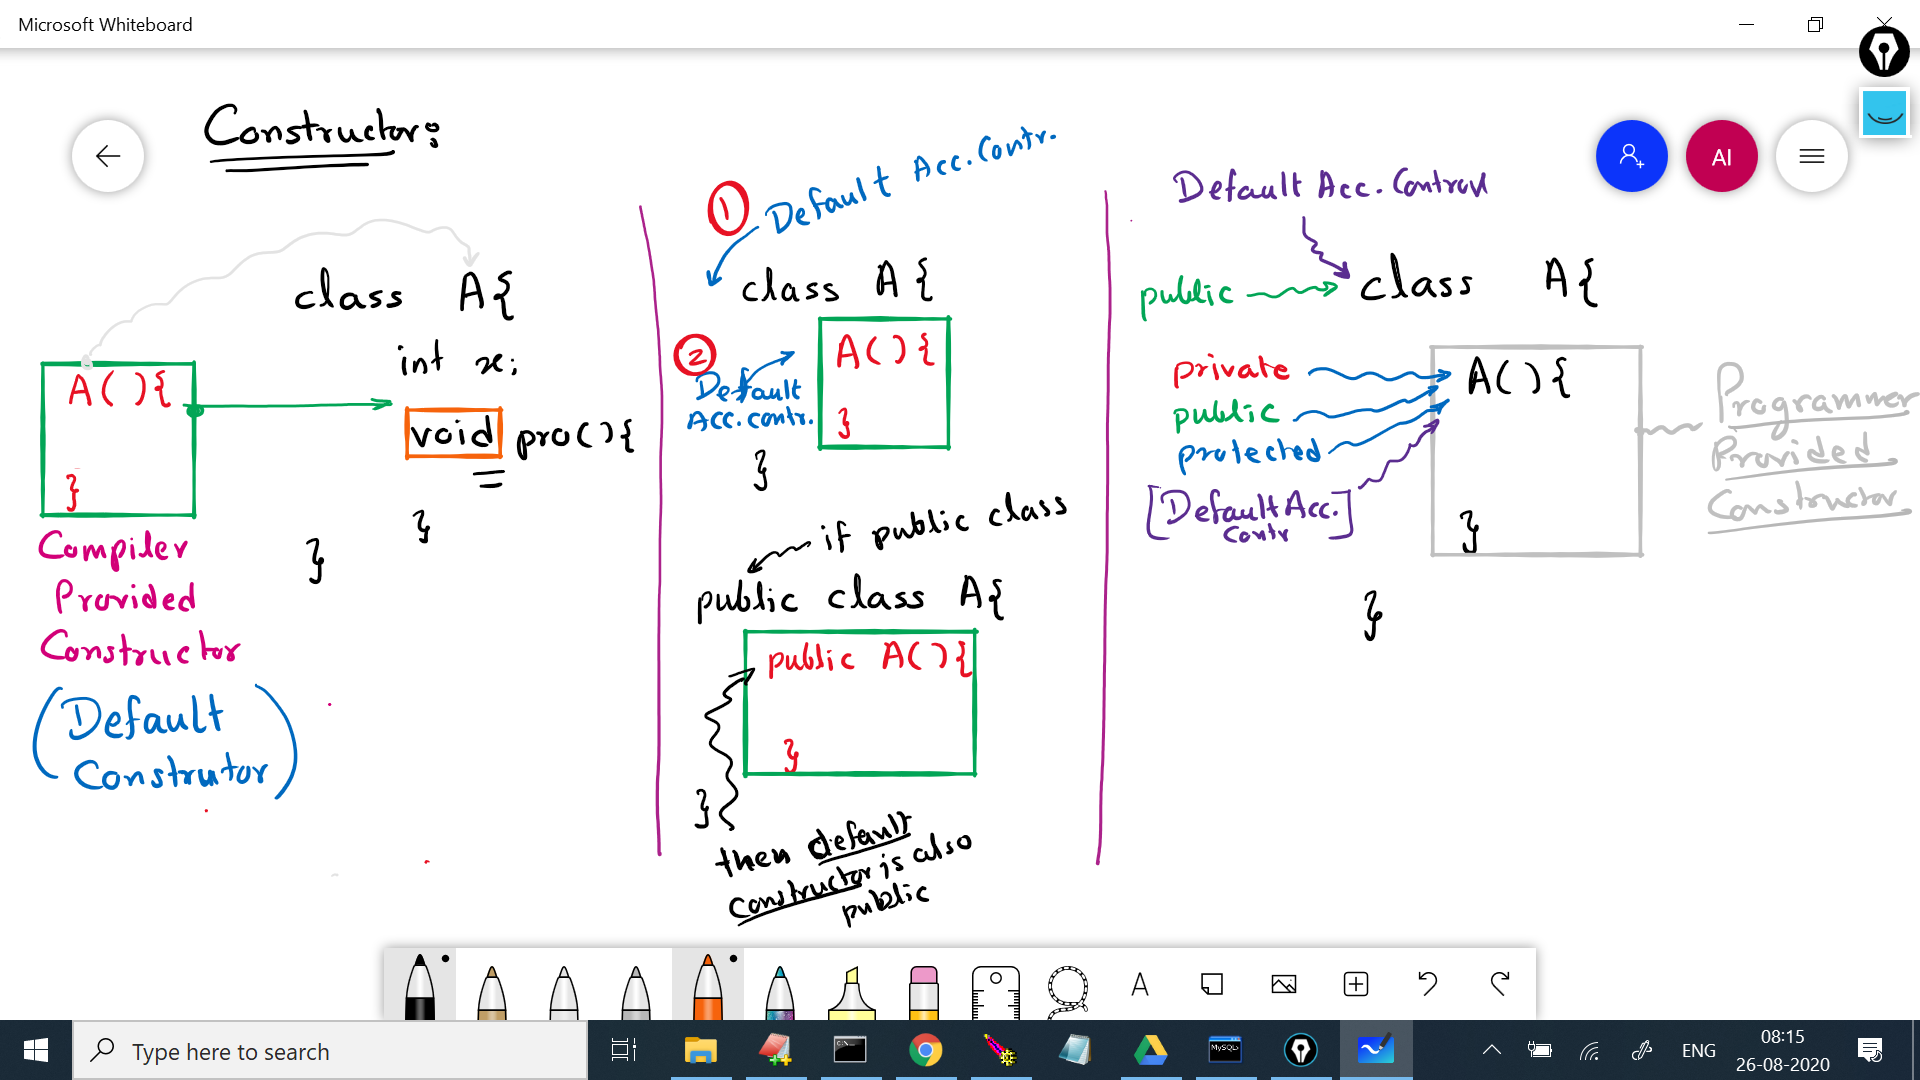 Microsoft Whiteboard
Constructor:
AI
class A{
int x;
void pro(){
}
}
A(){
}
Compiler
Provided
Constructor
(Default
Construtor)
1
Default Acc. Contr.
class A{
2
Default
Acc. contr.
A(){
}
}
if public class
public class A{
public A(){
}
}
then default
constructor is also
public
Default Acc. Control
public
class A{
private
public
protected
[Default Acc.
Contr]
A(){
}
}
Programmer
Provided
Constructor
A
Type here to search
MySQL
ENG
08:15
26-08-2020